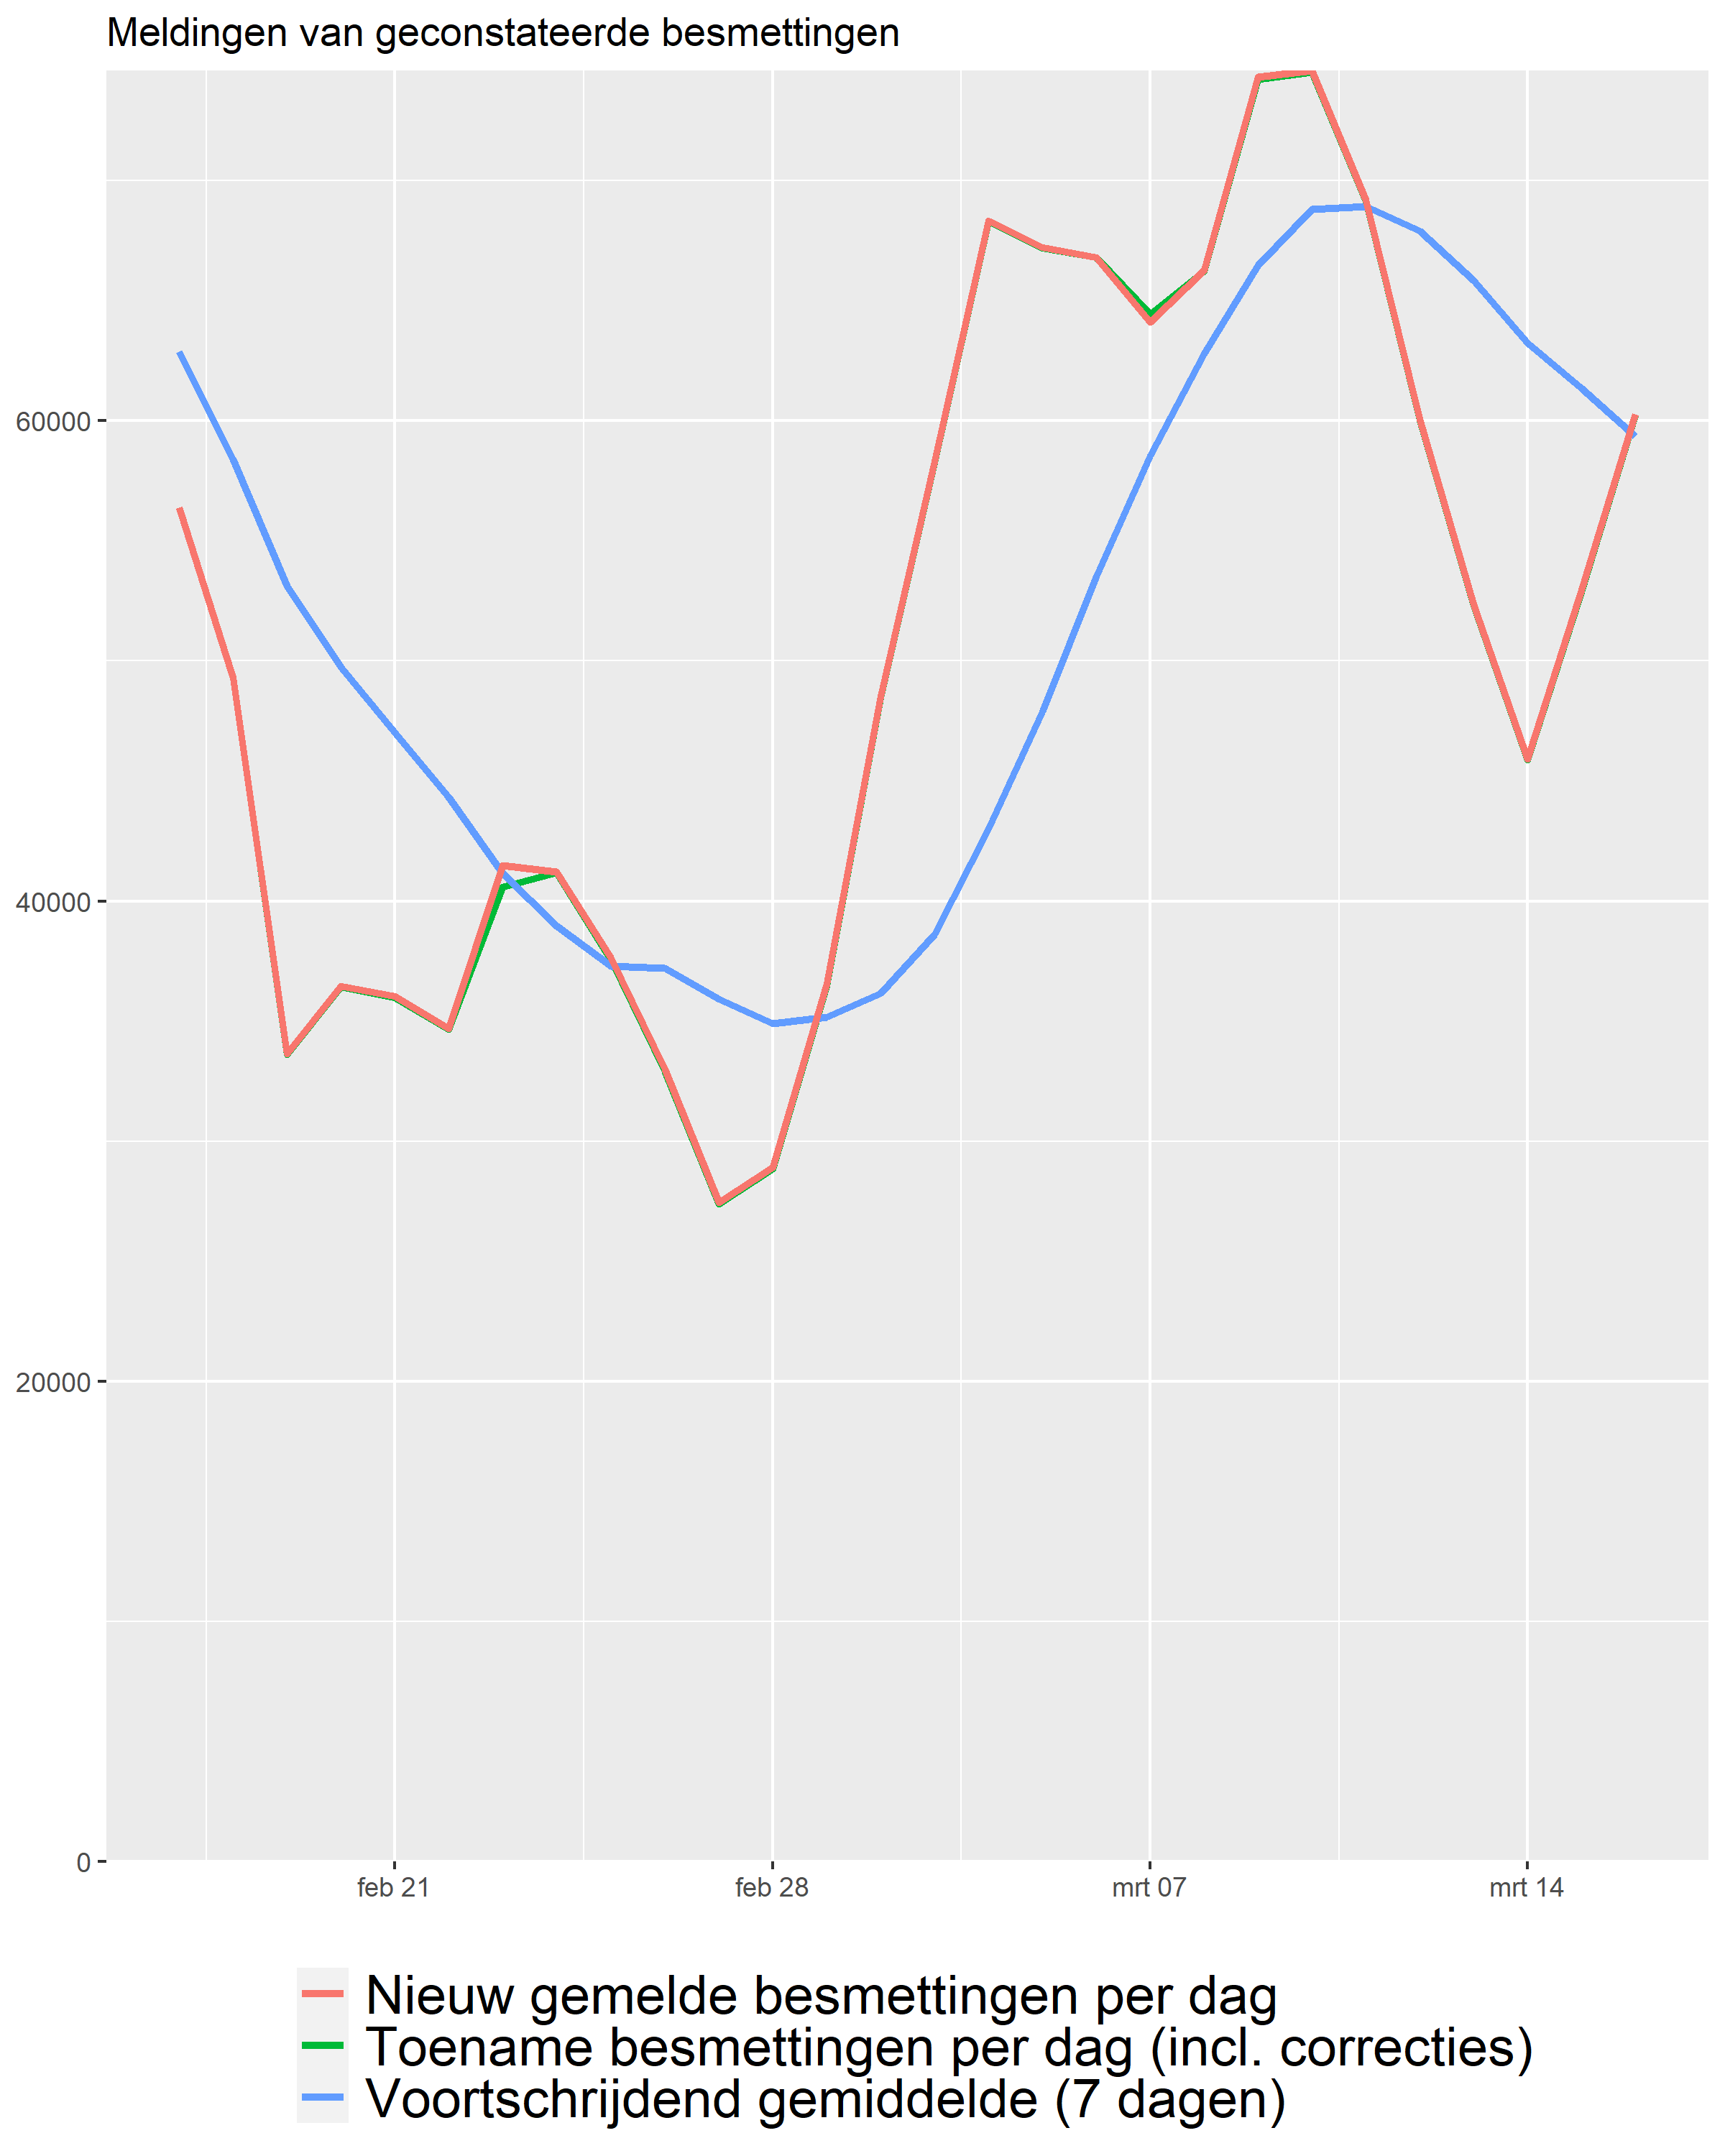 Meldingen van geconstateerde besmettingen
60000
40000
20000
0
feb 21 feb 28 mrt 07 mrt 14
Nieuw gemelde besmettingen per dag
Toename besmettingen per dag (incl. correcties)
Voortschrijdend gemiddelde (7 dagen)